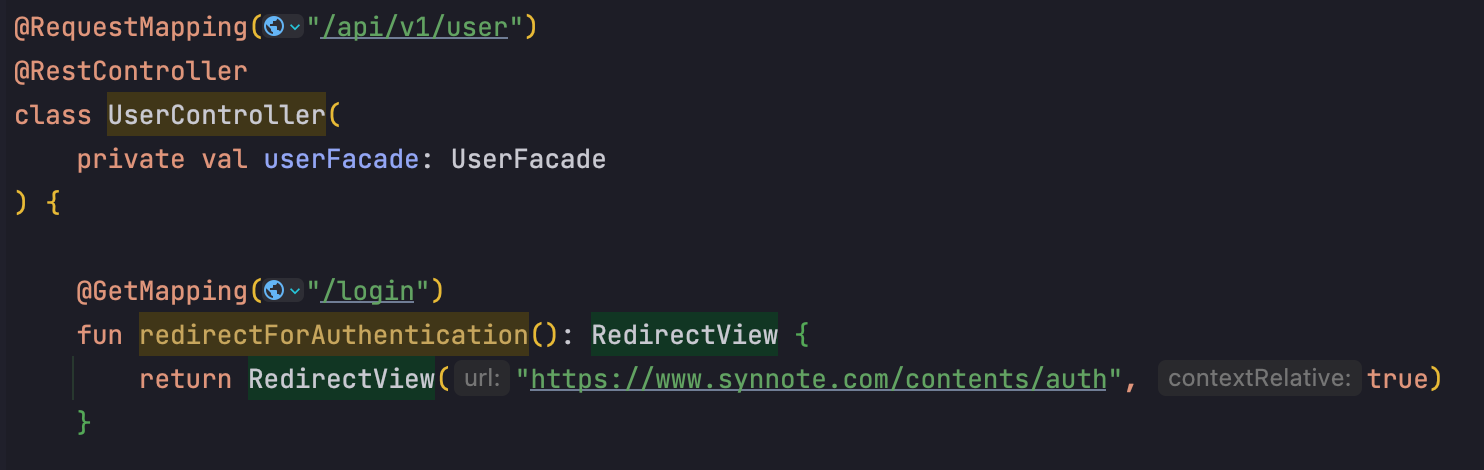 @RequestMapping("/api/v1/user")
@RestController
class UserController(
    private val userFacade: UserFacade
) {
    @GetMapping("/login")
    fun redirectForAuthentication(): RedirectView {
        return RedirectView( url: "https://www.synnote.com/contents/auth", contextRelative: true)
    }